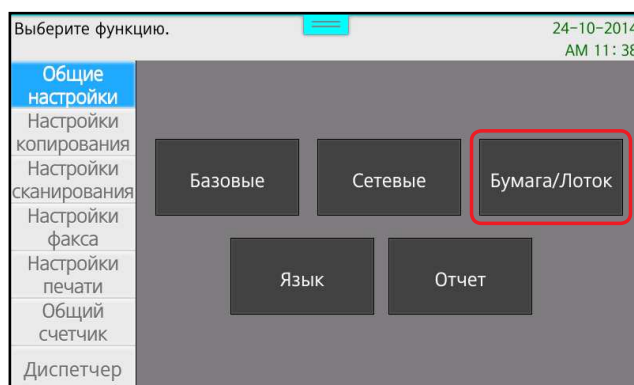 Выберите функцию.
24-10-2014
AM 11:38
Общие
настройки
Настройки
копирования
Настройки
сканирования
Настройки
факса
Настройки
печати
Общий
счетчик
Диспетчер
Базовые
Сетевые
Бумага/Лоток
Язык
Отчет